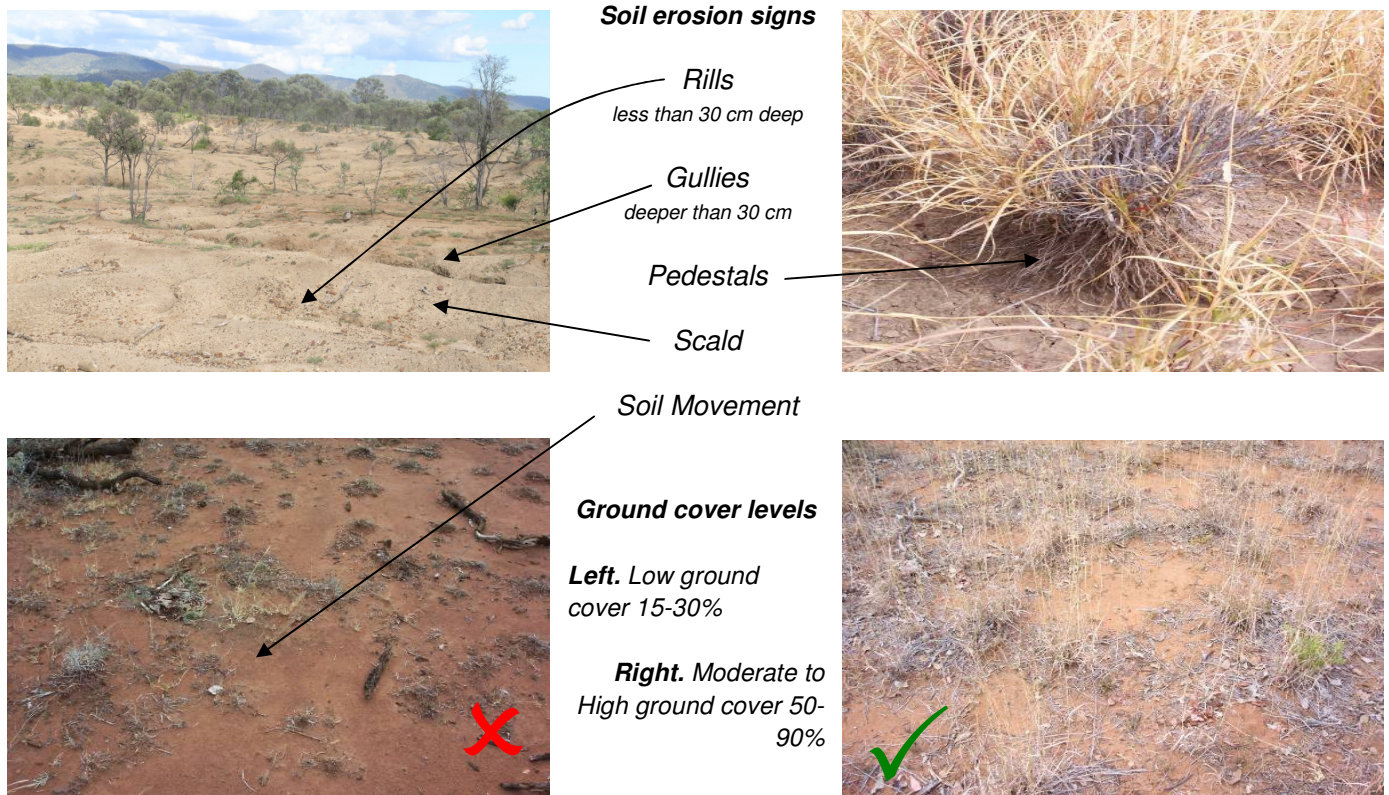 Soil erosion signs
Rills
less than 30 cm deep
Gullies
deeper than 30 cm
Pedestals
Scald
Soil Movement
Ground cover levels
Left. Low ground
cover 15-30%
Right. Moderate to
High ground cover 50-
90%